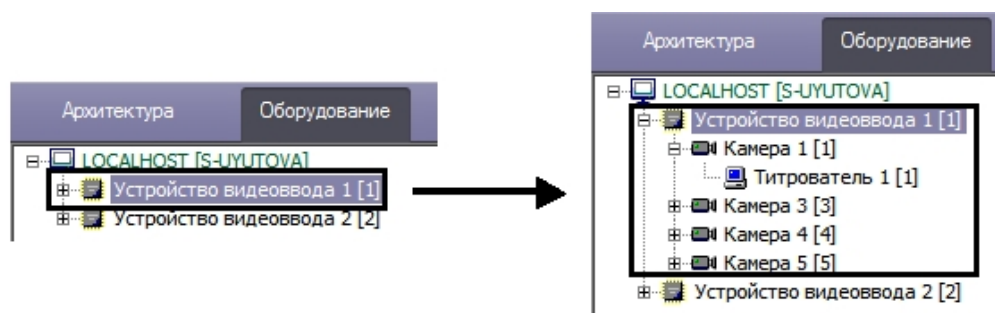 Архитектура Оборудование
LOCALHOST [S-UYUTOVA]
Устройство видеоввода 1 [1]
Устройство видеоввода 2 [2]
Архитектура Оборудование
LOCALHOST [S-UYUTOVA]
Устройство видеоввода 1 [1]
Камера 1 [1]
Титрователь 1 [1]
Камера 3 [3]
Камера 4 [4]
Камера 5 [5]
Устройство видеоввода 2 [2]